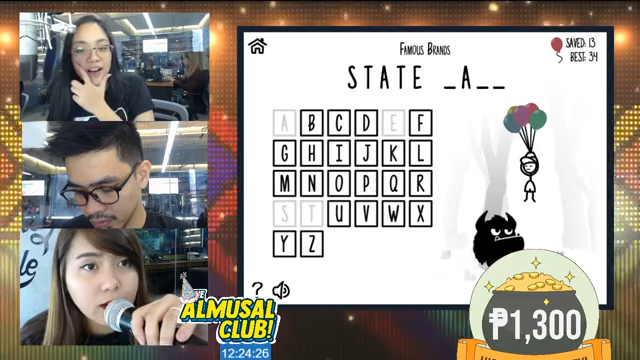 FAMOUS BRANDS
SAVED: 13
BEST: 34
STATE _A__
A B C D E F
G H I J K L
M N O P Q R
S T U V W X
Y Z
?
ALMUSAL
CLUB!
12:24:26
₱1,300